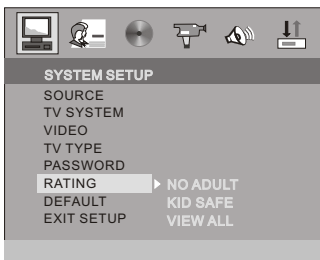 SYSTEM SETUP
SOURCE
TV SYSTEM
VIDEO
TV TYPE
PASSWORD
RATING NO ADULT
DEFAULT KID SAFE
EXIT SETUP VIEW ALL